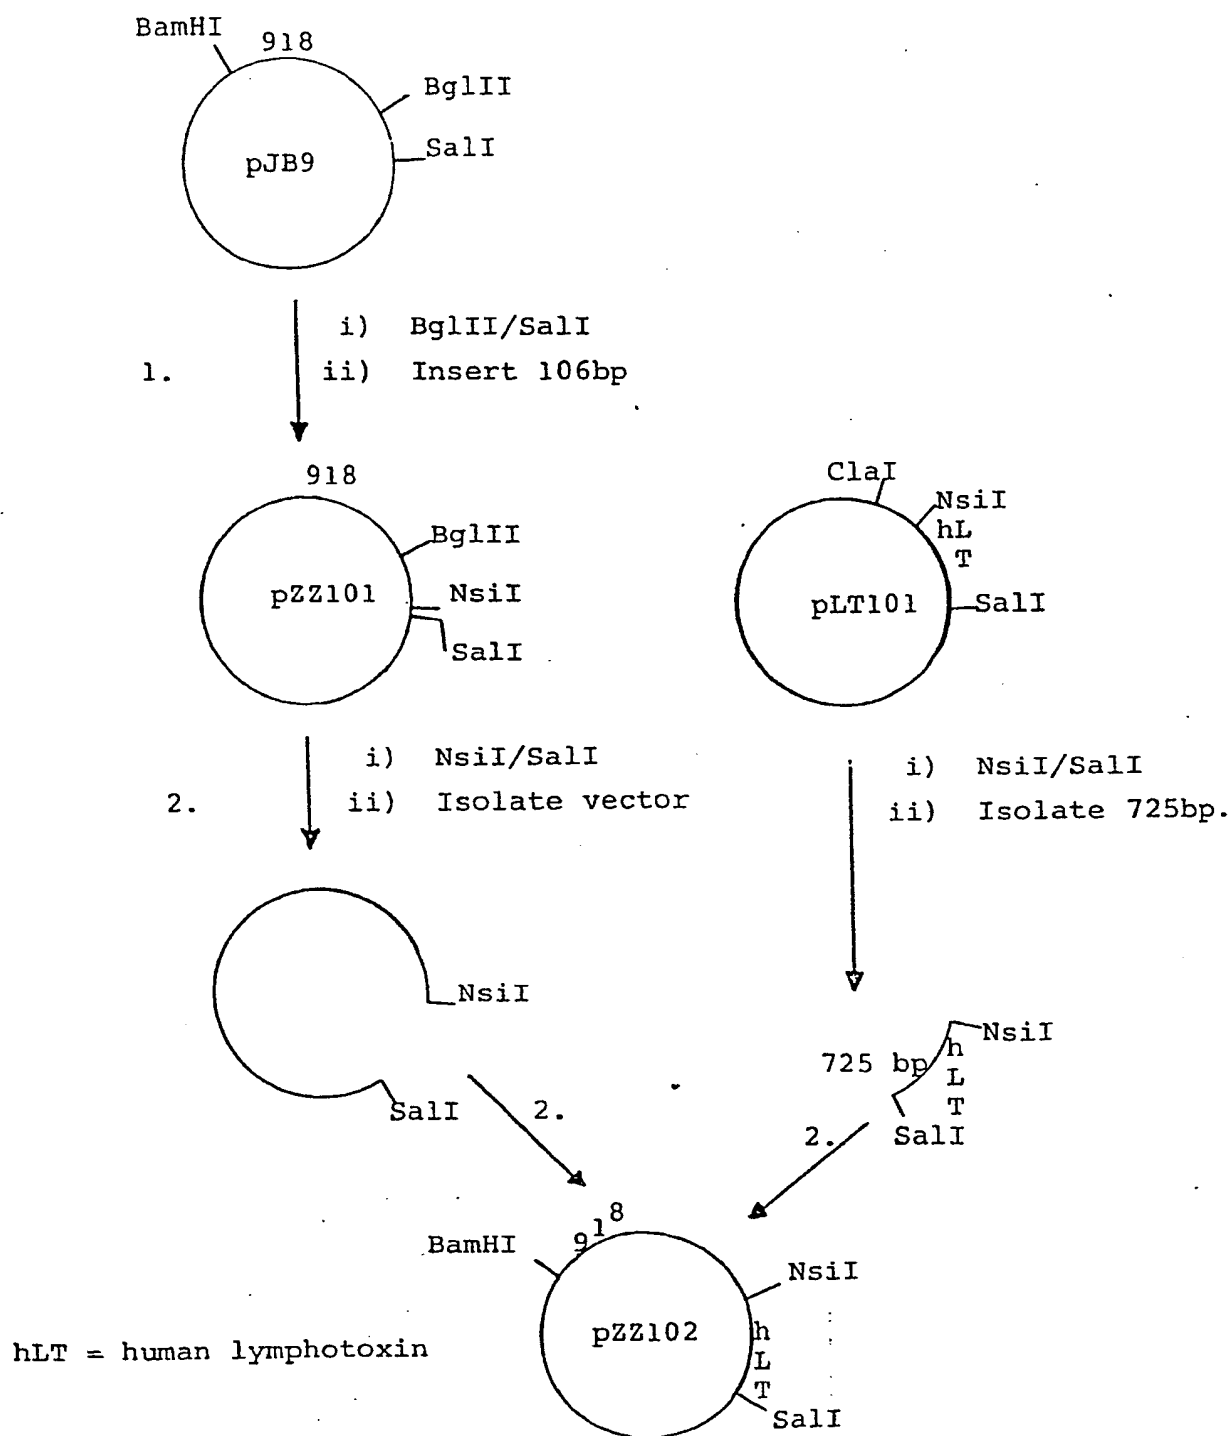 BamHI
918
BglII
SalI
pJB9
1.
i) BglII/SalI
ii) Insert 106bp
918
BglII
pZZ101
NsiI
SalI
ClaI
NsiI
hL
T
pLT101
SalI
2.
i) NsiI/SalI
ii) Isolate vector
i) NsiI/SalI
ii) Isolate 725bp.
NsiI
SalI
2.
NsiI
725 bp
h
L
T
SalI
2.
BamHI
918
NsiI
pZZ102
h
L
T
SalI
hLT = human lymphotoxin